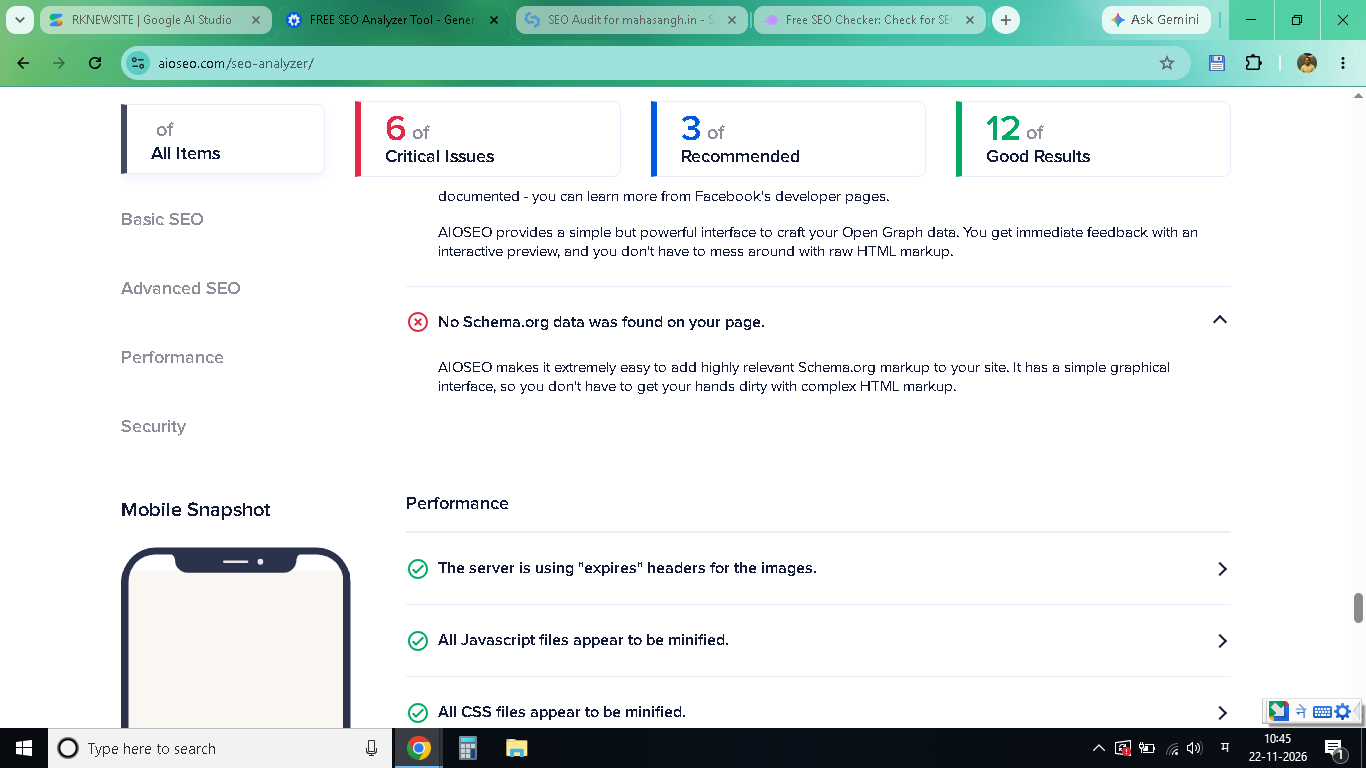 RKNEWSITE | Google AI Studio
FREE SEO Analyzer Tool - Gener
SEO Audit for mahasangh.in - S
Free SEO Checker: Check for SE
Ask Gemini
aioseo.com/seo-analyzer/
of
All Items
6 of
Critical Issues
3 of
Recommended
12 of
Good Results
documented - you can learn more from Facebook's developer pages.
Basic SEO
AIOSEO provides a simple but powerful interface to craft your Open Graph data. You get immediate feedback with an
interactive preview, and you don't have to mess around with raw HTML markup.
Advanced SEO
No Schema.org data was found on your page.
Performance
AIOSEO makes it extremely easy to add highly relevant Schema.org markup to your site. It has a simple graphical
interface, so you don't have to get your hands dirty with complex HTML markup.
Security
Mobile Snapshot
Performance
The server is using "expires" headers for the images.
All Javascript files appear to be minified.
All CSS files appear to be minified.
ने
Type here to search
म
10:45
22-11-2026
1